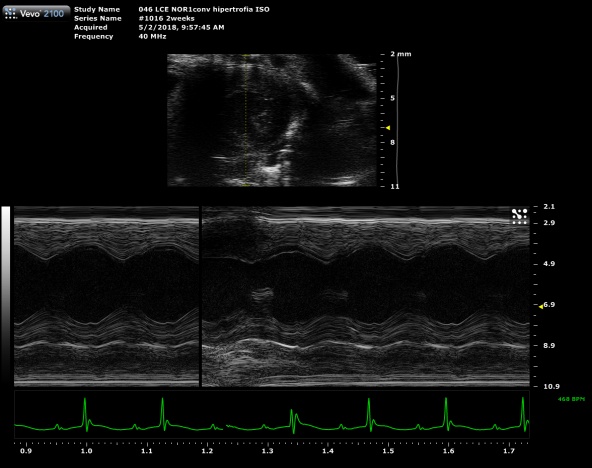 Vevo 2100
Study Name 046 LCE NOR1conv hipertrofia ISO
Series Name #1016 2weeks
Acquired 5/2/2018, 9:57:45 AM
Frequency 40 MHz
2 mm
5
8
11
2.1
2.9
4.9
6.9
8.9
10.9
468 BPM
0.9 1.0 1.1 1.2 1.3 1.4 1.5 1.6 1.7